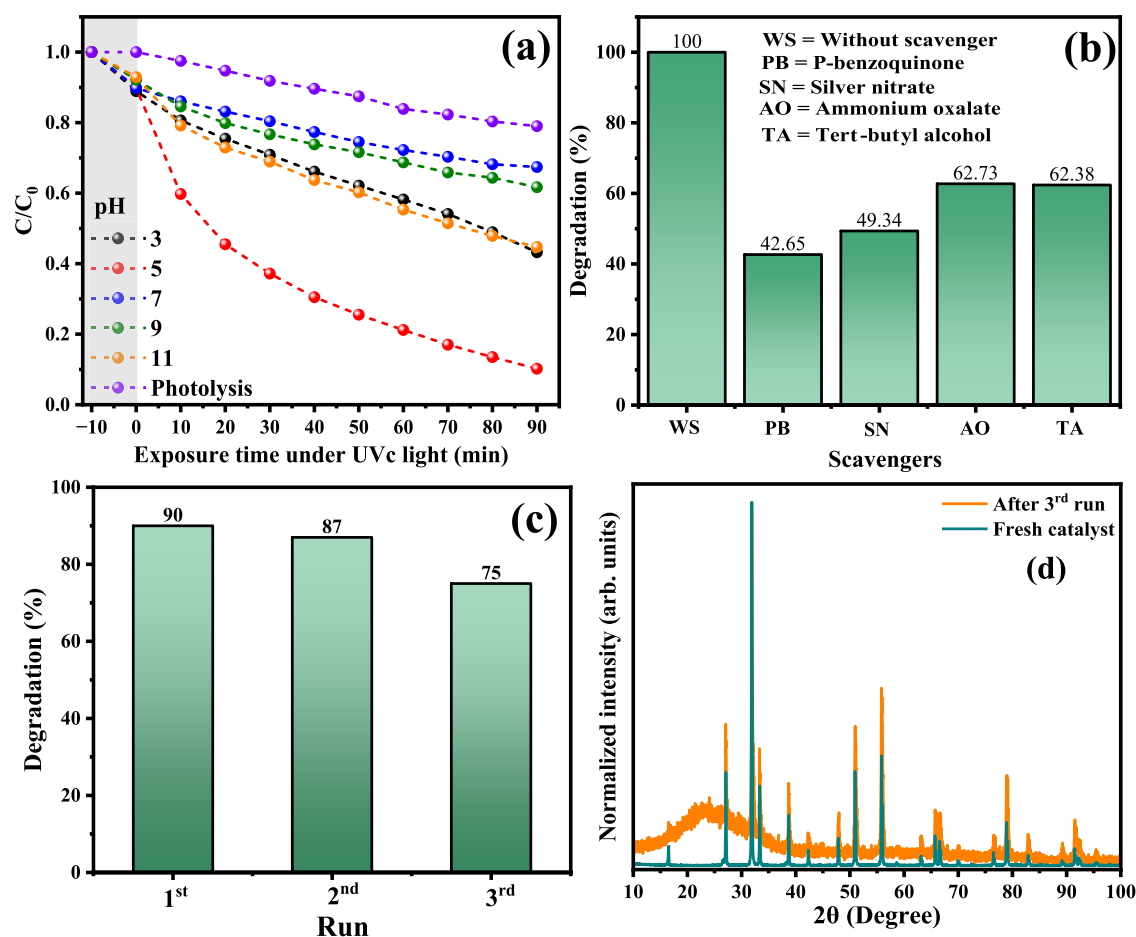 (a)
1.0
0.8
0.6
0.4
0.2
0.0
C/C0
pH
3
5
7
9
11
Photolysis
−10 0 10 20 30 40 50 60 70 80 90
Exposure time under UVc light (min)
(b)
WS = Without scavenger
PB = P-benzoquinone
SN = Silver nitrate
AO = Ammonium oxalate
TA = Tert-butyl alcohol
100
80
60
40
20
0
Degradation (%)
100
42.65
49.34
62.73
62.38
WS PB SN AO TA
Scavengers
(c)
100
80
60
40
20
0
Degradation (%)
90
87
75
1st 2nd 3rd
Run
(d)
After 3rd run
Fresh catalyst
Normalized intensity (arb. units)
10 20 30 40 50 60 70 80 90 100
2θ (Degree)